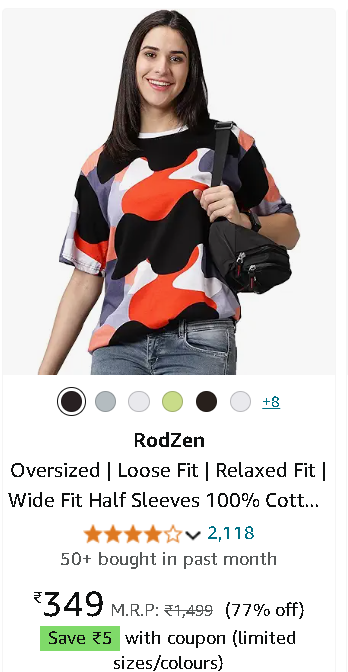 +8
RodZen
Oversized | Loose Fit | Relaxed Fit |
Wide Fit Half Sleeves 100% Cott...
2,118
50+ bought in past month
₹349 M.R.P: ₹1,499 (77% off)
Save ₹5 with coupon (limited
sizes/colours)